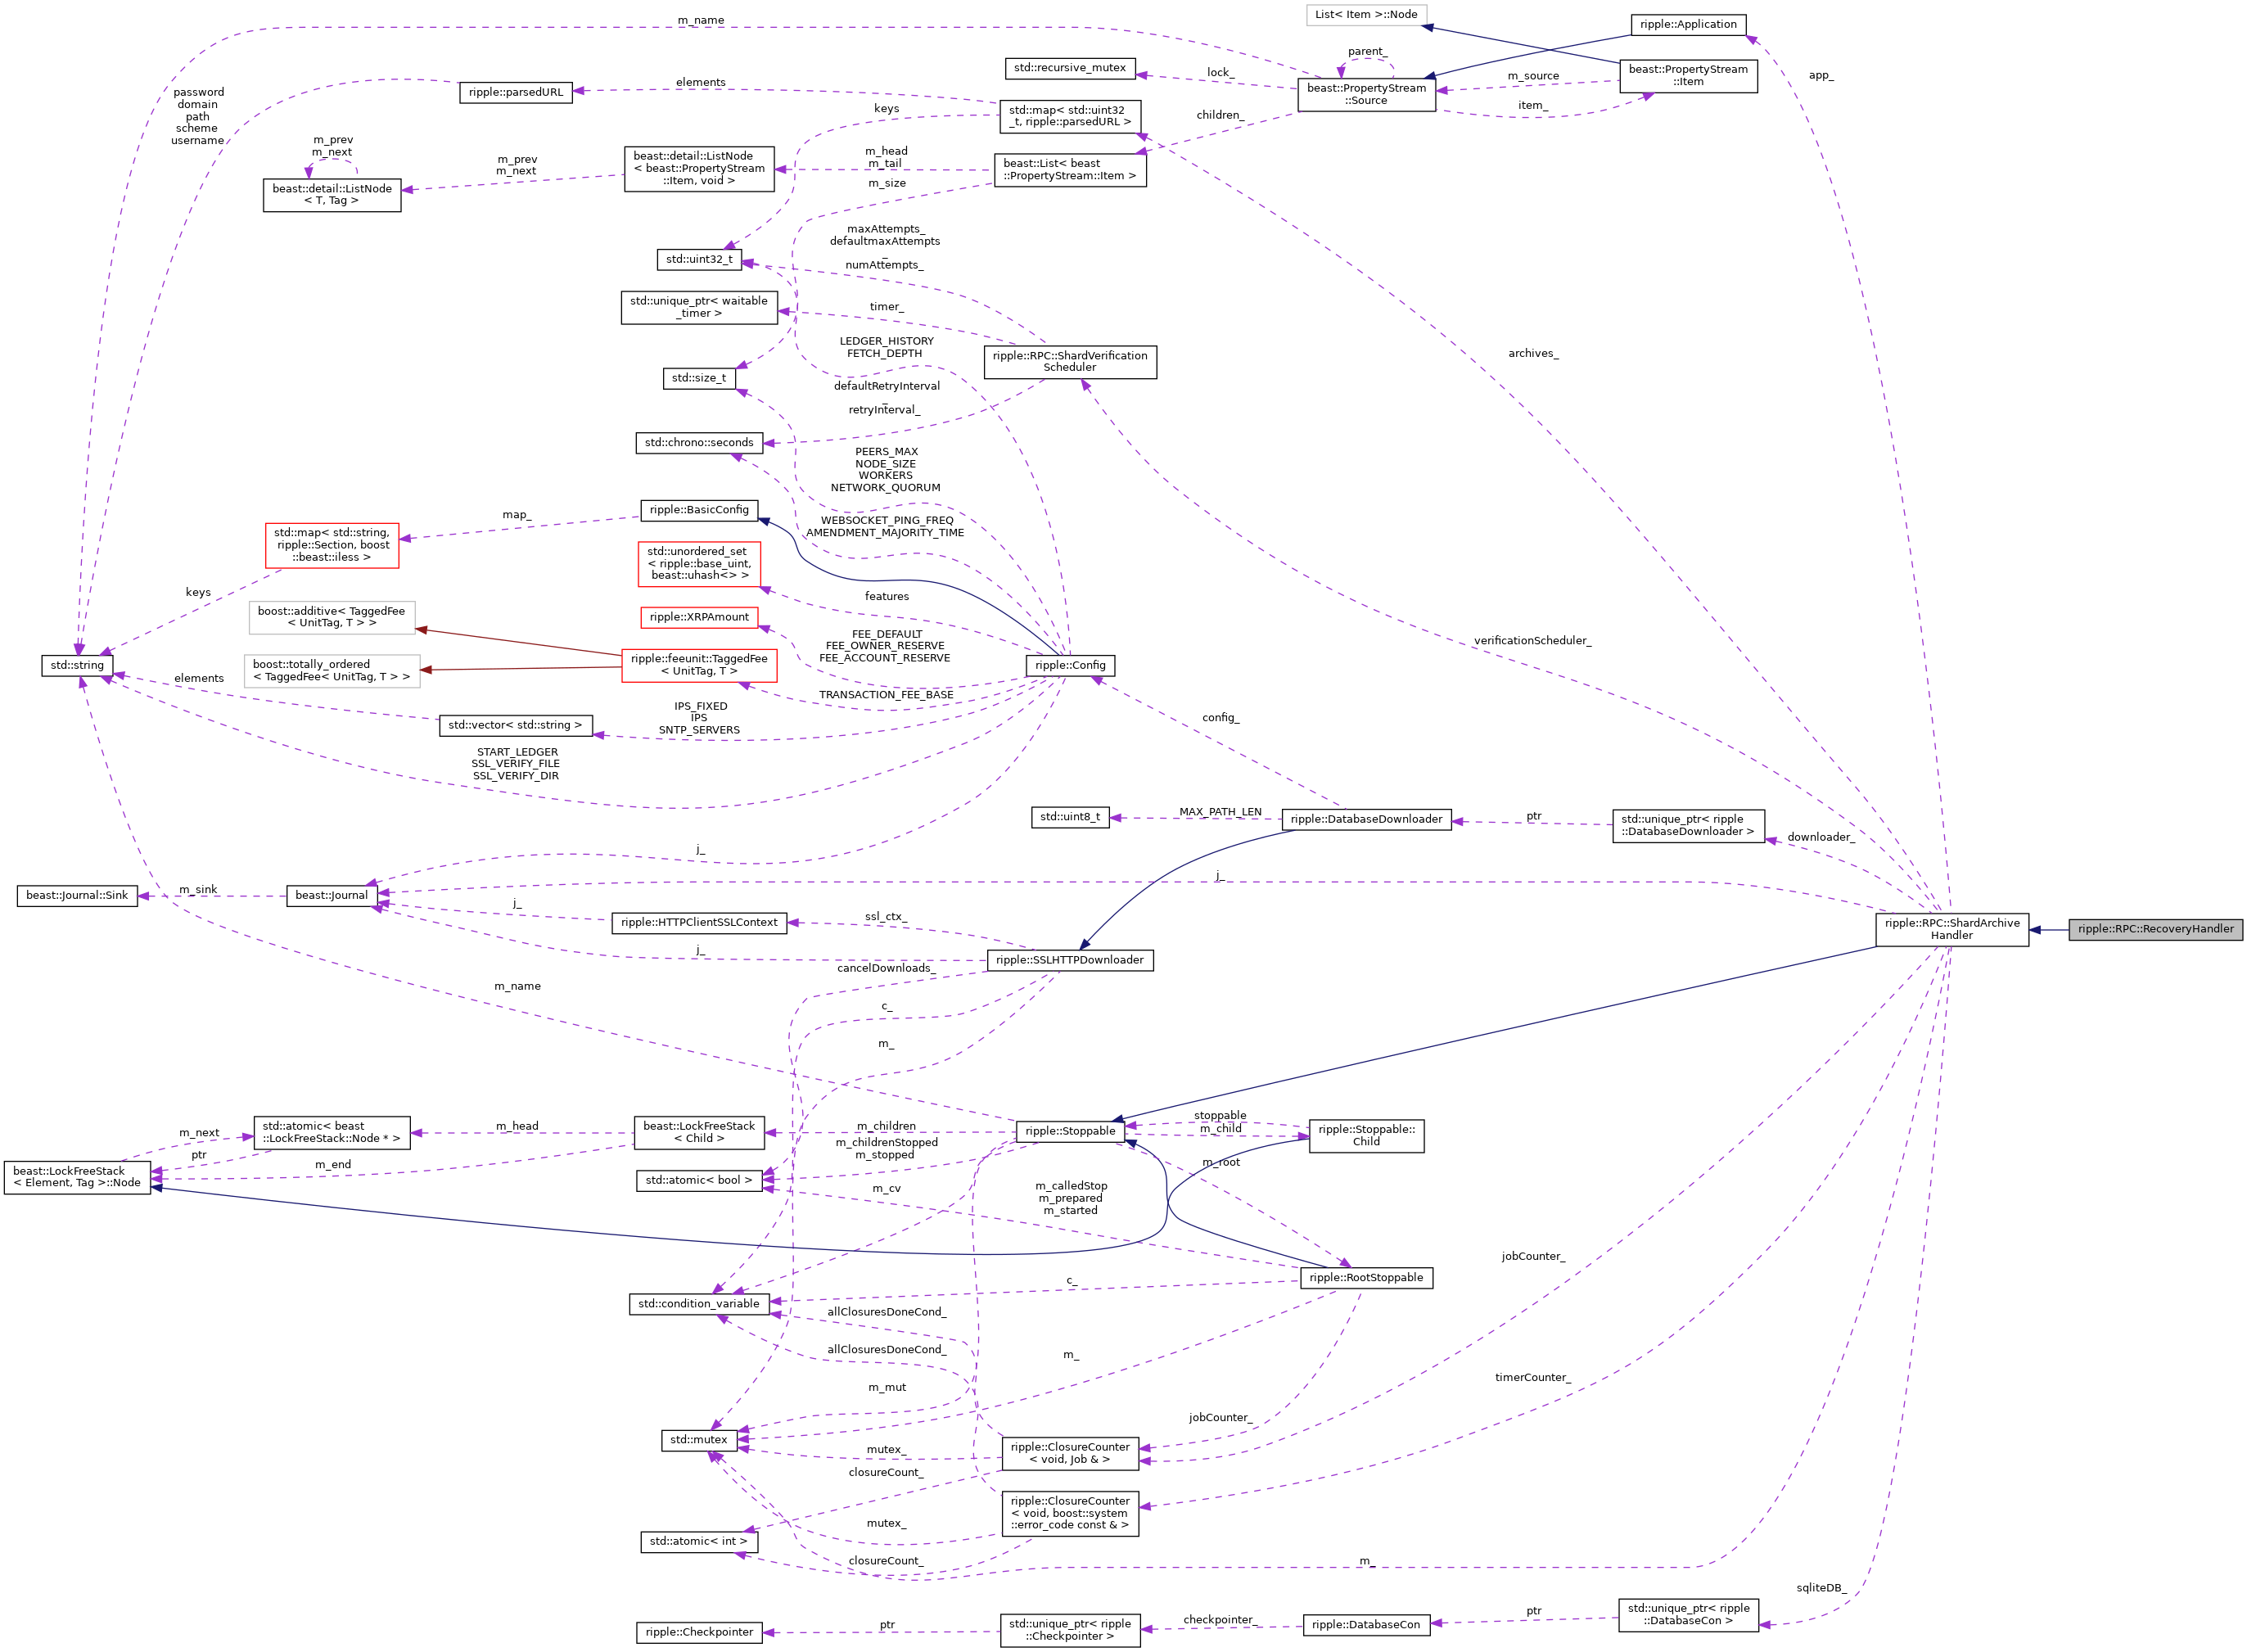 m_name
List< Item >::Node
ripple::Application
parent_
app_
std::recursive_mutex
lock_
beast::PropertyStream
::Source
m_source
beast::PropertyStream
::Item
item_
password
domain
path
scheme
username
ripple::parsedURL
elements
keys
std::map< std::uint32
_t, ripple::parsedURL >
children_
m_prev
m_next
beast::detail::ListNode
< T, Tag >
m_prev
m_next
beast::detail::ListNode
< beast::PropertyStream
::Item, void >
m_head
m_tail
m_size
beast::List< beast
::PropertyStream::Item >
std::uint32_t
maxAttempts_
defaultmaxAttempts
_
numAttempts_
std::unique_ptr< waitable
_timer >
timer_
LEDGER_HISTORY
FETCH_DEPTH
ripple::RPC::ShardVerification
Scheduler
archives_
std::size_t
defaultRetryInterval
_
retryInterval_
std::chrono::seconds
PEERS_MAX
NODE_SIZE
WORKERS
NETWORK_QUORUM
map_
ripple::BasicConfig
WEBSOCKET_PING_FREQ
AMENDMENT_MAJORITY_TIME
std::map< std::string,
ripple::Section, boost
::beast::iless >
std::unordered_set
< ripple::base_uint,
beast::uhash<> >
features
keys
boost::additive< TaggedFee
< UnitTag, T > >
ripple::XRPAmount
FEE_DEFAULT
FEE_OWNER_RESERVE
FEE_ACCOUNT_RESERVE
verificationScheduler_
std::string
boost::totally_ordered
< TaggedFee< UnitTag, T > >
ripple::feeunit::TaggedFee
< UnitTag, T >
ripple::Config
TRANSACTION_FEE_BASE
elements
std::vector< std::string >
IPS_FIXED
IPS
SNTP_SERVERS
config_
START_LEDGER
SSL_VERIFY_FILE
SSL_VERIFY_DIR
std::uint8_t
MAX_PATH_LEN
ripple::DatabaseDownloader
ptr
std::unique_ptr< ripple
::DatabaseDownloader >
downloader_
j_
beast::Journal::Sink
m_sink
beast::Journal
j_
j_
ripple::HTTPClientSSLContext
ssl_ctx_
ripple::RPC::ShardArchive
Handler
ripple::RPC::RecoveryHandler
j_
ripple::SSLHTTPDownloader
cancelDownloads_
m_name
c_
m_
m_next
ptr
std::atomic< beast
::LockFreeStack::Node * >
m_head
beast::LockFreeStack
< Child >
m_children
ripple::Stoppable
stoppable
m_child
ripple::Stoppable::
Child
beast::LockFreeStack
< Element, Tag >::Node
m_end
m_childrenStopped
m_stopped
std::atomic< bool >
m_root
m_cv
m_calledStop
m_prepared
m_started
jobCounter_
ripple::RootStoppable
c_
std::condition_variable
allClosuresDoneCond_
allClosuresDoneCond_
m_
m_mut
timerCounter_
jobCounter_
std::mutex
mutex_
ripple::ClosureCounter
< void, Job & >
closureCount_
ripple::ClosureCounter
< void, boost::system
::error_code const & >
mutex_
std::atomic< int >
closureCount_
m_
sqliteDB_
ripple::Checkpointer
ptr
std::unique_ptr< ripple
::Checkpointer >
checkpointer_
ripple::DatabaseCon
ptr
std::unique_ptr< ripple
::DatabaseCon >